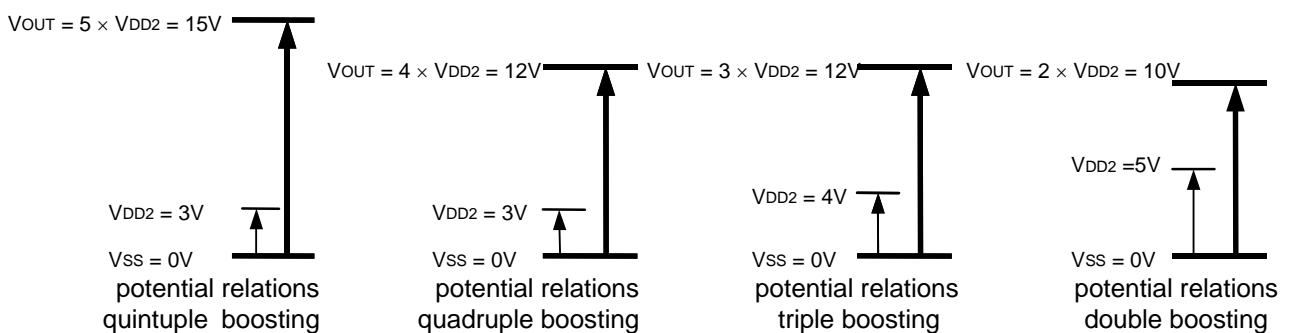 VOUT = 5 × VDD2 = 15V
VDD2 = 3V
VSS = 0V
potential relations
quintuple boosting
VOUT = 4 × VDD2 = 12V
VDD2 = 3V
VSS = 0V
potential relations
quadruple boosting
VOUT = 3 × VDD2 = 12V
VDD2 = 4V
VSS = 0V
potential relations
triple boosting
VOUT = 2 × VDD2 = 10V
VDD2 =5V
VSS = 0V
potential relations
double boosting